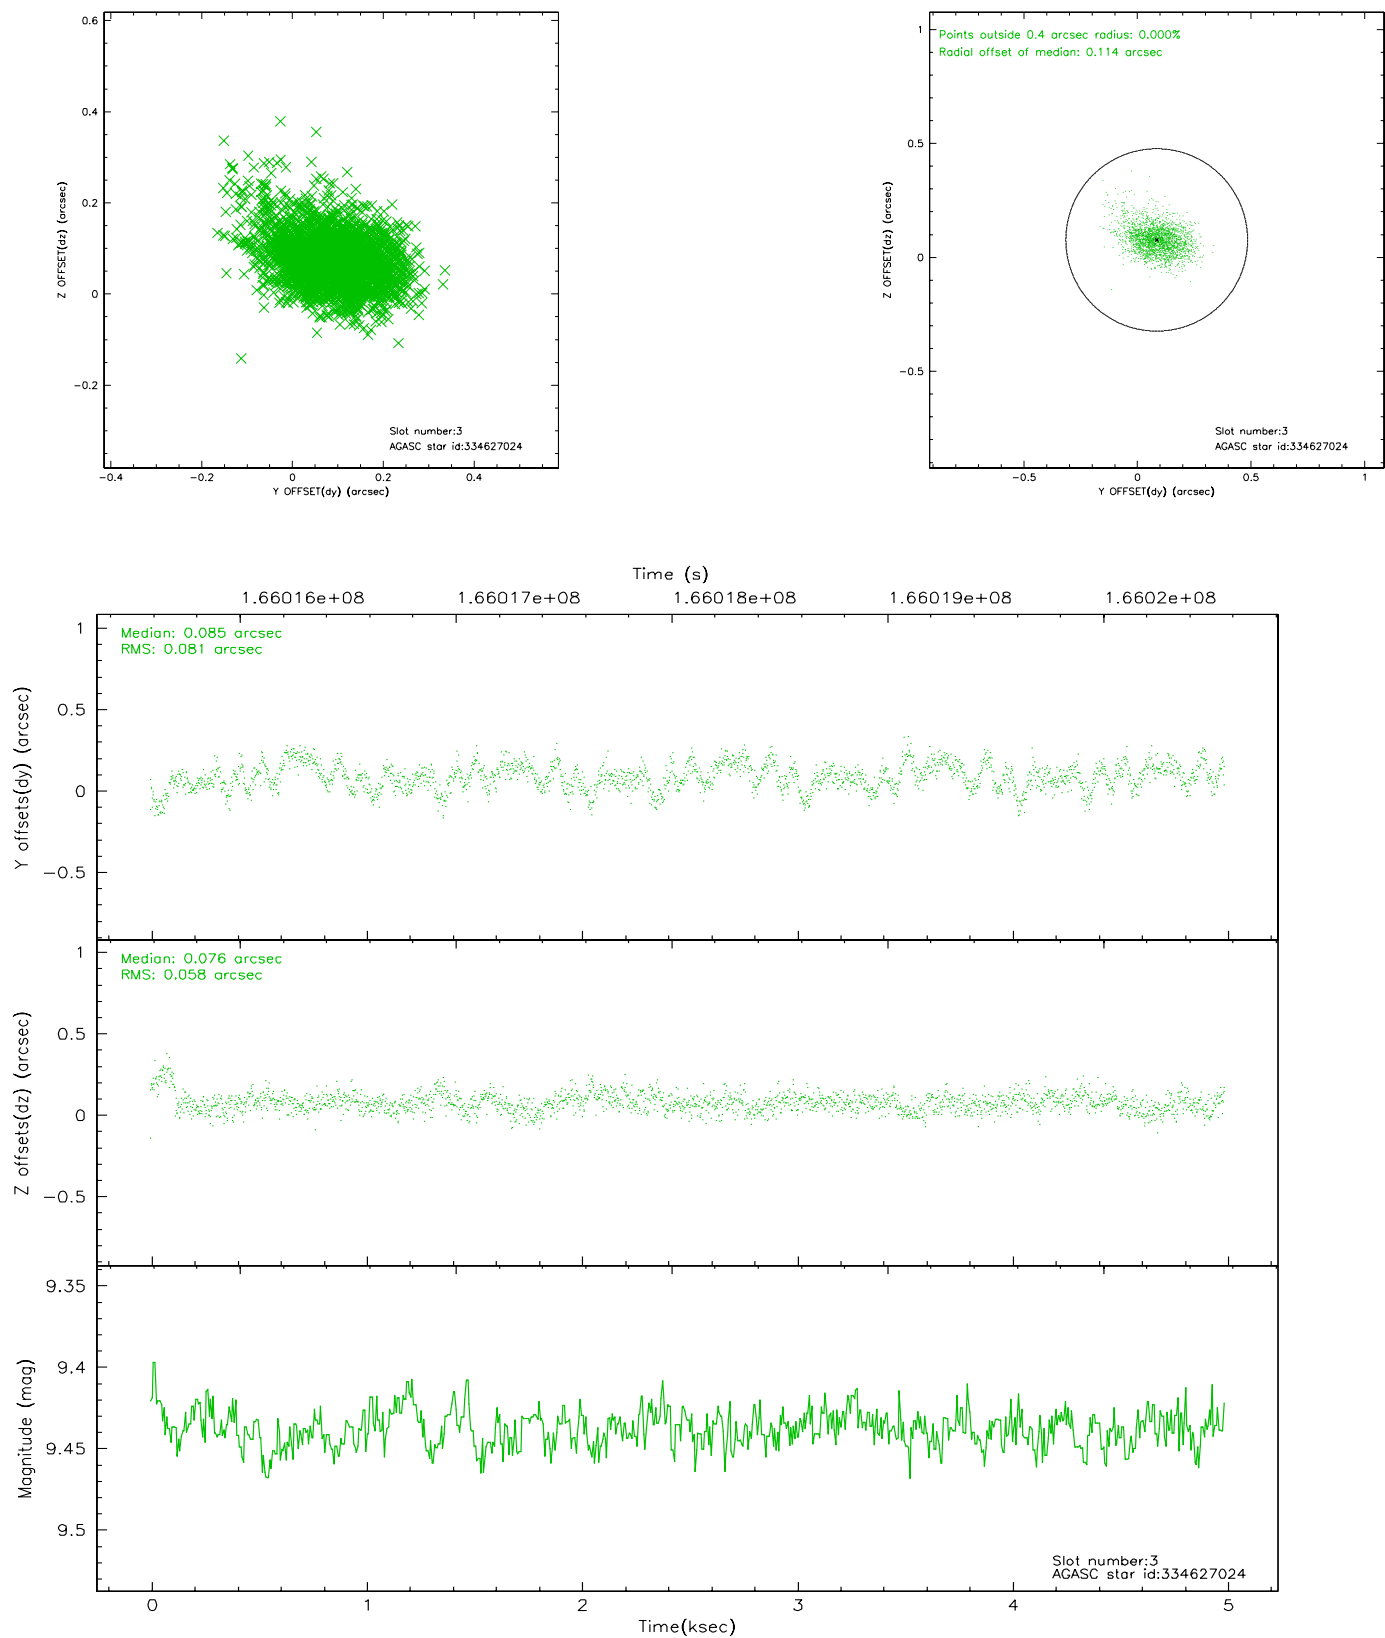 0.6
0.4
0.2
0
−0.2
Z OFFSET(dz) (arcsec)
Slot number:3
AGASC star id:334627024
−0.4 −0.2 0 0.2 0.4
Y OFFSET(dy) (arcsec)
Points outside 0.4 arcsec radius: 0.000%
Radial offset of median: 0.114 arcsec
1
0.5
0
−0.5
Z OFFSET(dz) (arcsec)
Slot number:3
AGASC star id:334627024
−0.5 0 0.5 1
Y OFFSET(dy) (arcsec)
Time (s)
1.66016e+08 1.66017e+08 1.66018e+08 1.66019e+08 1.6602e+08
Median: 0.085 arcsec
RMS: 0.081 arcsec
1
0.5
0
−0.5
Y offsets(dy) (arcsec)
Median: 0.076 arcsec
RMS: 0.058 arcsec
1
0.5
0
−0.5
Z offsets(dz) (arcsec)
9.35
9.4
9.45
9.5
Magnitude (mag)
Slot number:3
AGASC star id:334627024
0 1 2 3 4 5
Time(ksec)